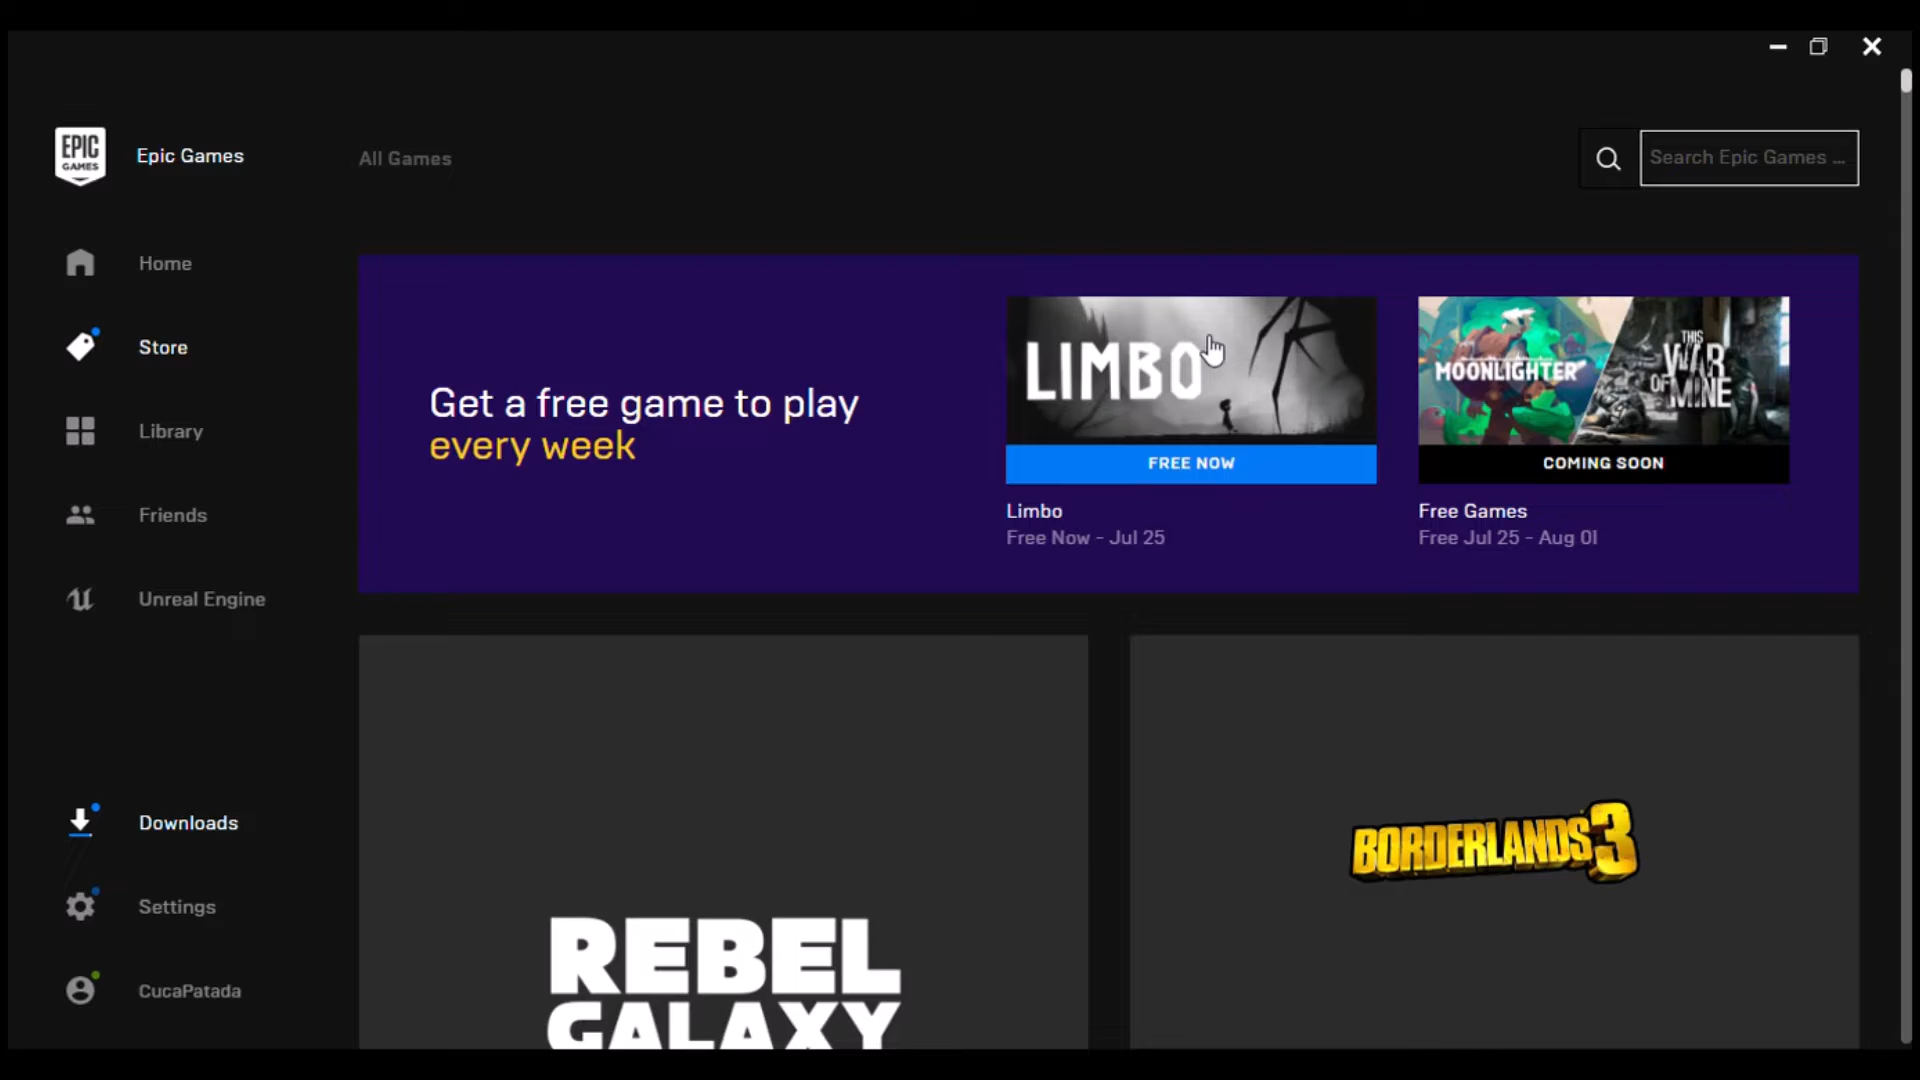 EPIC
GAMES
Epic Games
All Games
Search Epic Games ...
Home
Store
Library
Friends
Unreal Engine
Downloads
Settings
CucaPatada
Get a free game to play
every week
LIMBO
FREE NOW
Limbo
Free Now - Jul 25
MOONLIGHTER
THIS
WAR
OF MINE
COMING SOON
Free Games
Free Jul 25 - Aug 01
REBEL
GALAXY
BORDERLANDS 3